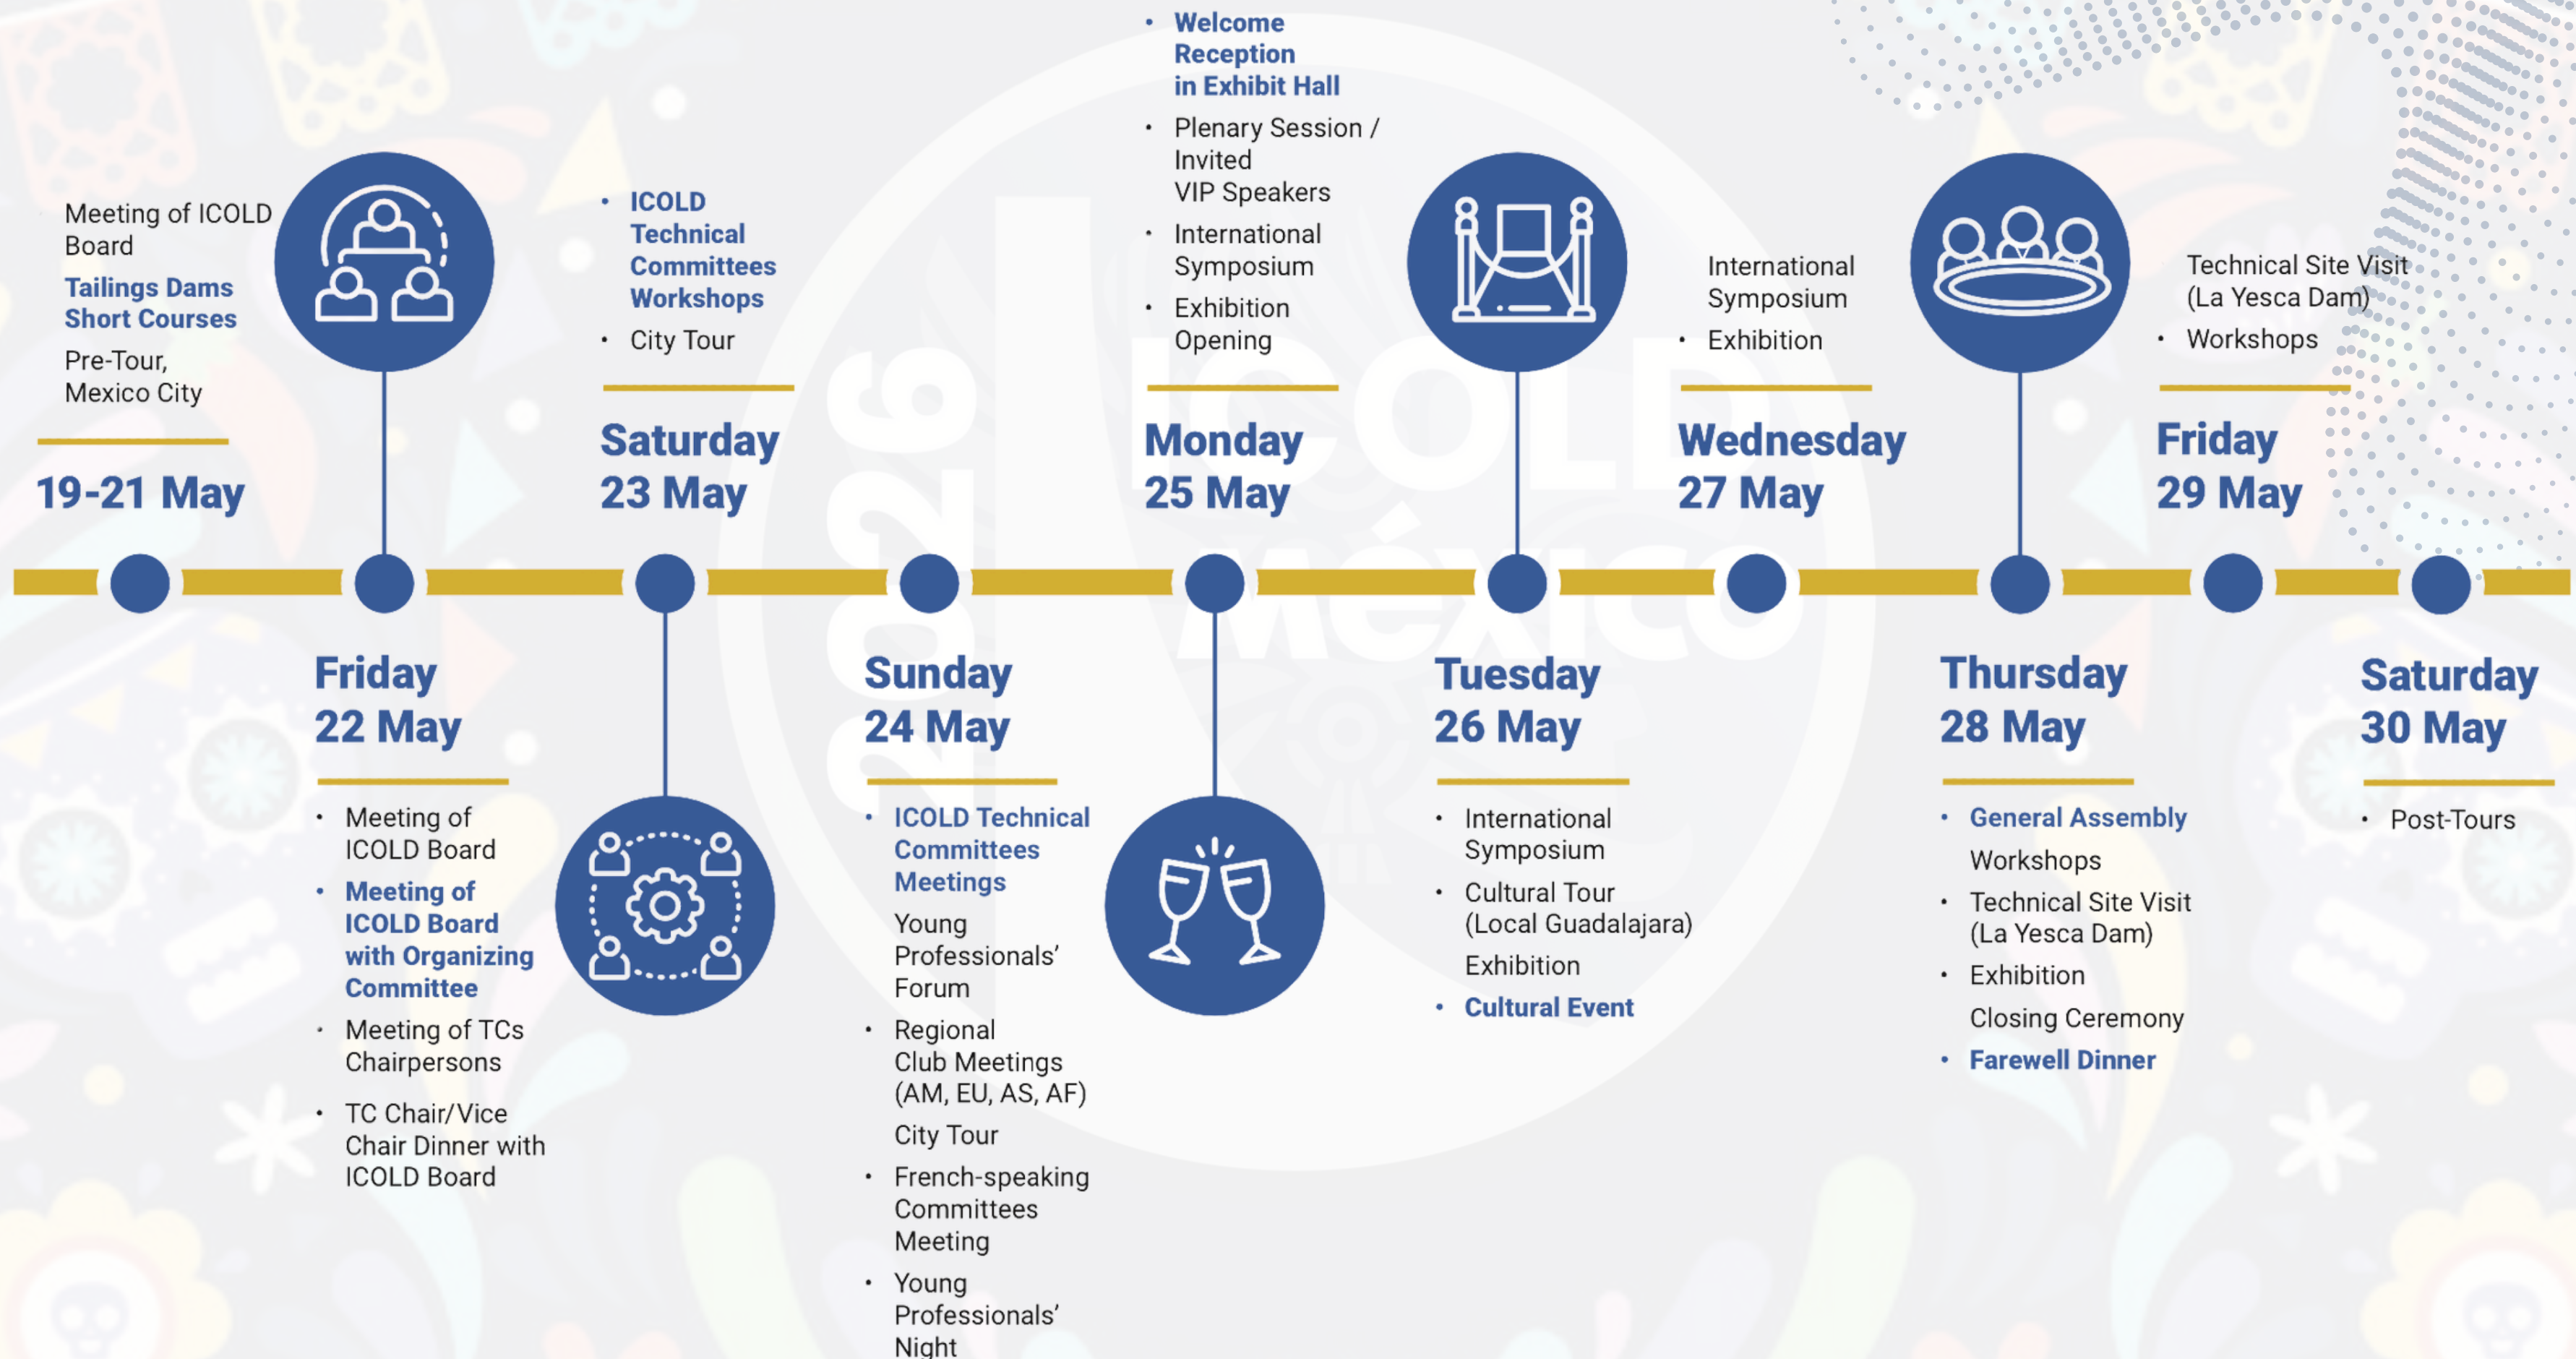 Meeting of ICOLD
Board
Tailings Dams
Short Courses
Pre-Tour,
Mexico City
19-21 May
Friday
22 May
• Meeting of
ICOLD Board
• Meeting of
ICOLD Board
with Organizing
Committee
• Meeting of TCs
Chairpersons
• TC Chair/Vice
Chair Dinner with
ICOLD Board
• ICOLD
Technical
Committees
Workshops
• City Tour
Saturday
23 May
Sunday
24 May
• ICOLD Technical
Committees
Meetings
Young
Professionals’
Forum
• Regional
Club Meetings
(AM, EU, AS, AF)
City Tour
• French-speaking
Committees
Meeting
• Young
Professionals’
Night
• Welcome
Reception
in Exhibit Hall
• Plenary Session /
Invited
VIP Speakers
• International
Symposium
• Exhibition
Opening
Monday
25 May
Tuesday
26 May
• International
Symposium
• Cultural Tour
(Local Guadalajara)
Exhibition
• Cultural Event
International
Symposium
• Exhibition
Wednesday
27 May
Thursday
28 May
• General Assembly
Workshops
• Technical Site Visit
(La Yesca Dam)
• Exhibition
Closing Ceremony
• Farewell Dinner
Technical Site Visit
(La Yesca Dam)
• Workshops
Friday
29 May
Saturday
30 May
• Post-Tours
2026
ICOLD
México